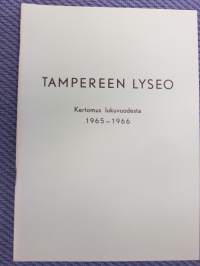 TAMPEREEN LYSEO
Kertomus lukuvuodesta
1965–1966